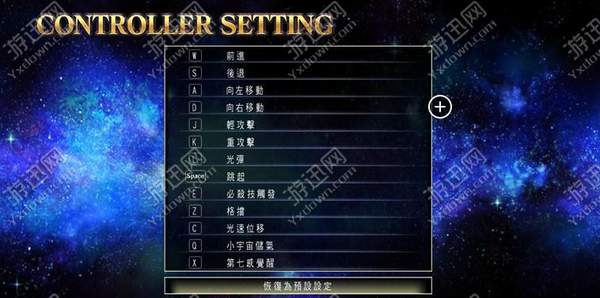 CONTROLLER SETTING
W 前進
S 後退
A 向左移動
D 向右移動
J 輕攻擊
K 重攻擊
光彈
Space 跳起
E 必殺技觸發
Z 格擋
C 光速位移
Q 小宇宙儲氣
X 第七感覺醒
恢復為預設設定
游迅网
Yxdown.com